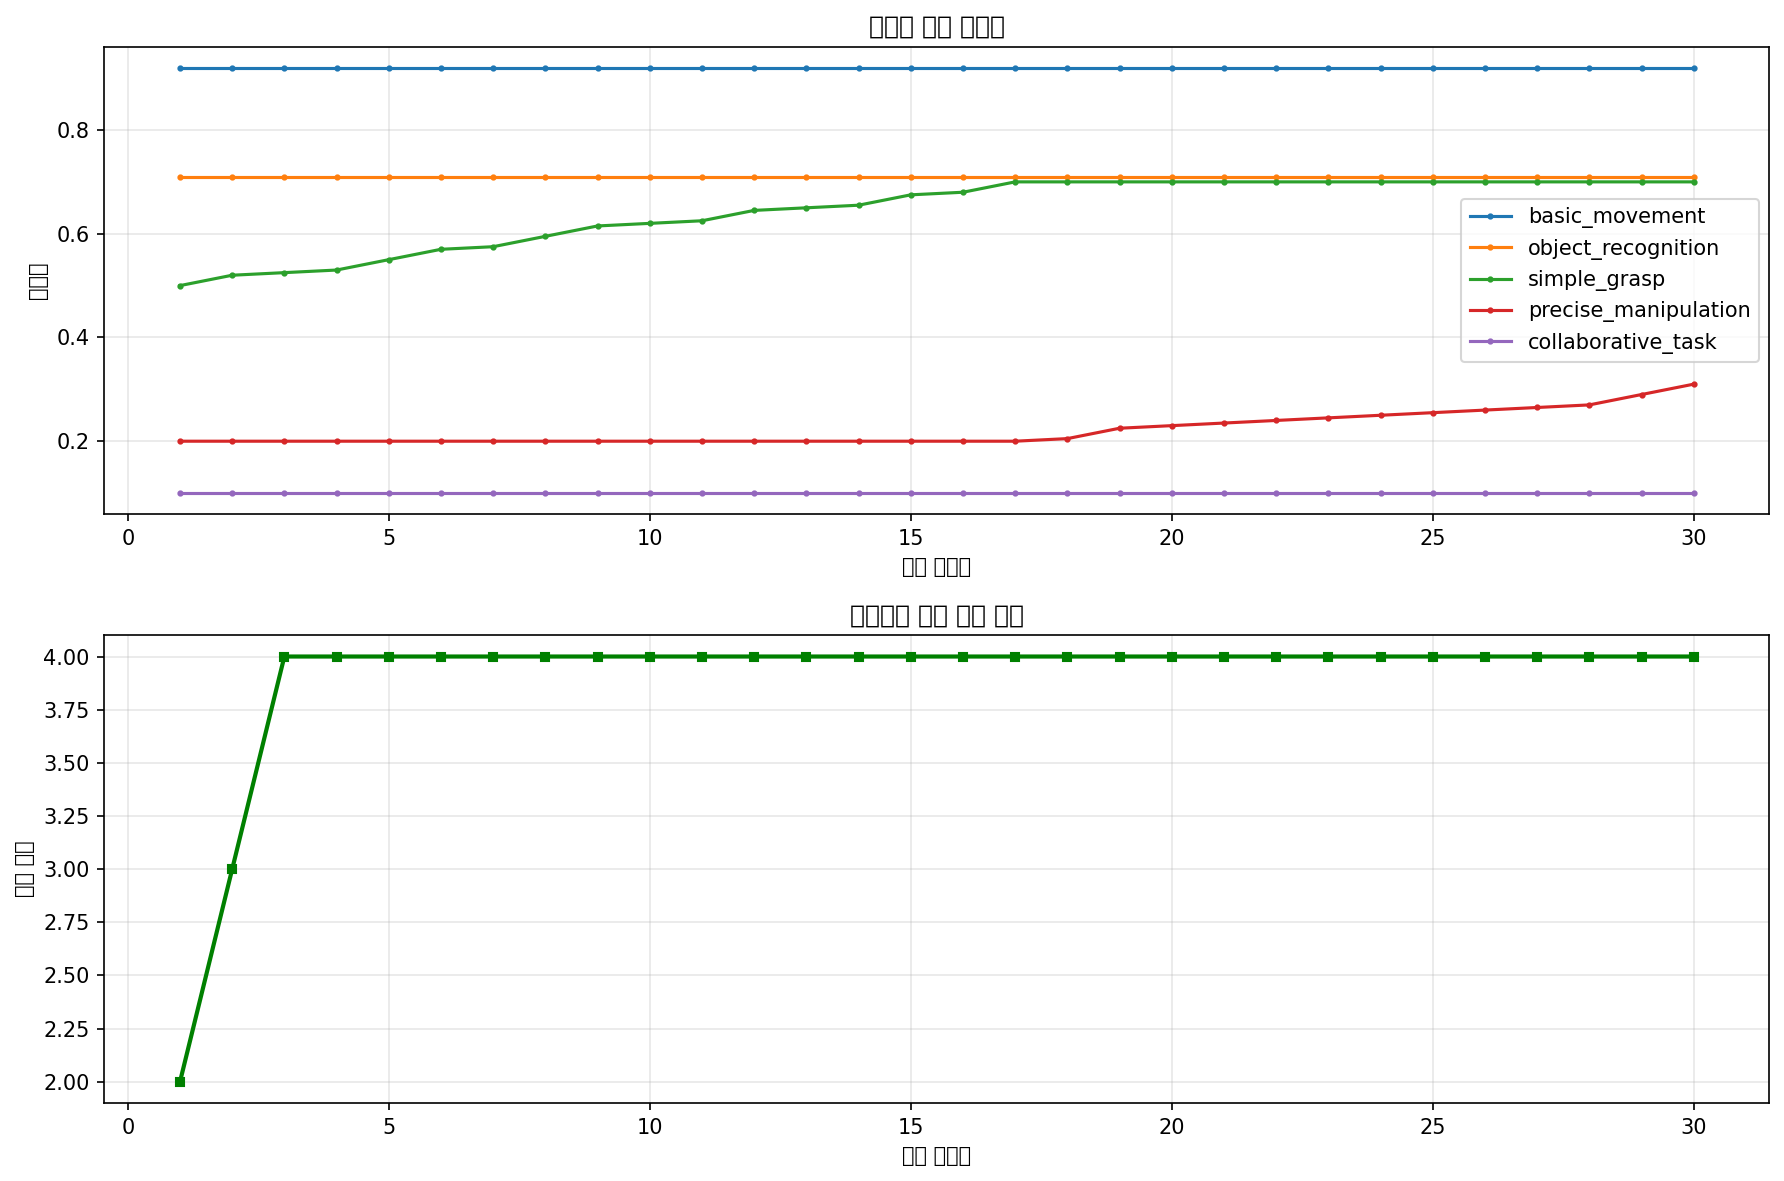 0.8
0.6
0.4
0.2
0 5 10 15 20 25 30
basic_movement
object_recognition
simple_grasp
precise_manipulation
collaborative_task
4.00
3.75
3.50
3.25
3.00
2.75
2.50
2.25
2.00
0 5 10 15 20 25 30